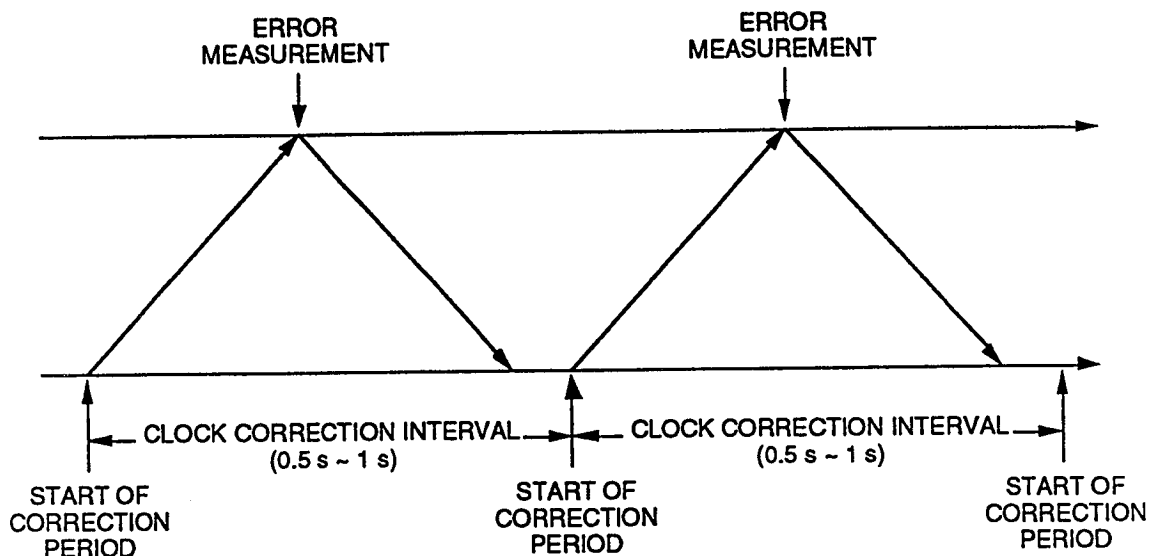 ERROR
MEASUREMENT
ERROR
MEASUREMENT
CLOCK CORRECTION INTERVAL
(0.5 s ~ 1 s)
CLOCK CORRECTION INTERVAL
(0.5 s ~ 1 s)
START OF
CORRECTION
PERIOD
START OF
CORRECTION
PERIOD
START OF
CORRECTION
PERIOD